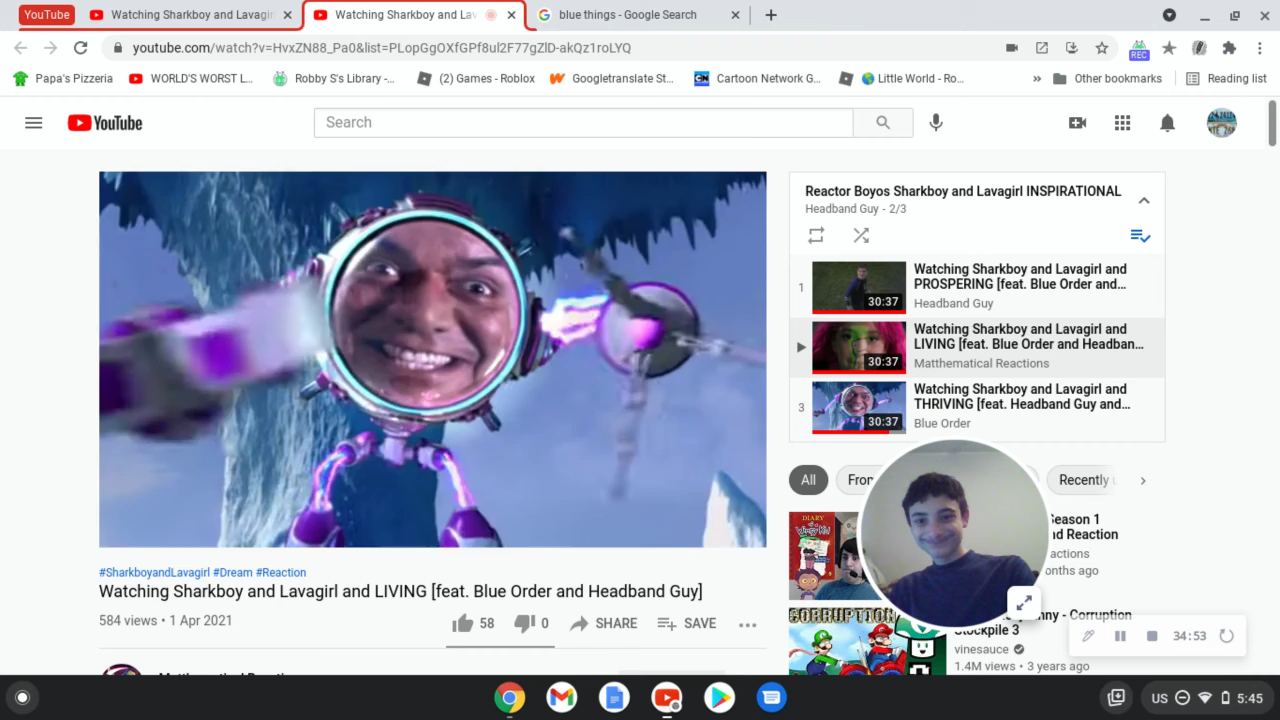 YouTube
Watching Sharkboy and Lavagir
Watching Sharkboy and Lav
blue things - Google Search
youtube.com/watch?v=HvxZN88_Pa0&list=PLopGgOXfGPf8ul2F77gZlD-akQz1roLYQ
REC
Papa's Pizzeria
WORLD'S WORST L...
Robby S's Library -...
(2) Games - Roblox
Googletranslate St...
CN
Cartoon Network G...
Little World - Ro...
Other bookmarks
Reading list
YouTube
Search
Reactor Boyos Sharkboy and Lavagirl INSPIRATIONAL
Headband Guy - 2/3
1
30:37
Watching Sharkboy and Lavagirl and
PROSPERING [feat. Blue Order and...
Headband Guy
30:37
Watching Sharkboy and Lavagirl and
LIVING [feat. Blue Order and Headban...
Matthematical Reactions
3
30:37
Watching Sharkboy and Lavagirl and
THRIVING [feat. Headband Guy and...
Blue Order
All
Fron
Recently
DIARY
Season 1
nd Reaction
actions
onths ago
#SharkboyandLavagirl #Dream #Reaction
Watching Sharkboy and Lavagirl and LIVING [feat. Blue Order and Headband Guy]
584 views • 1 Apr 2021
58
0
SHARE
SAVE
CORRUPTION
nny - Corruption
Stockpile 3
vinesauce
1.4M views • 3 years ago
34:53
US
5:45